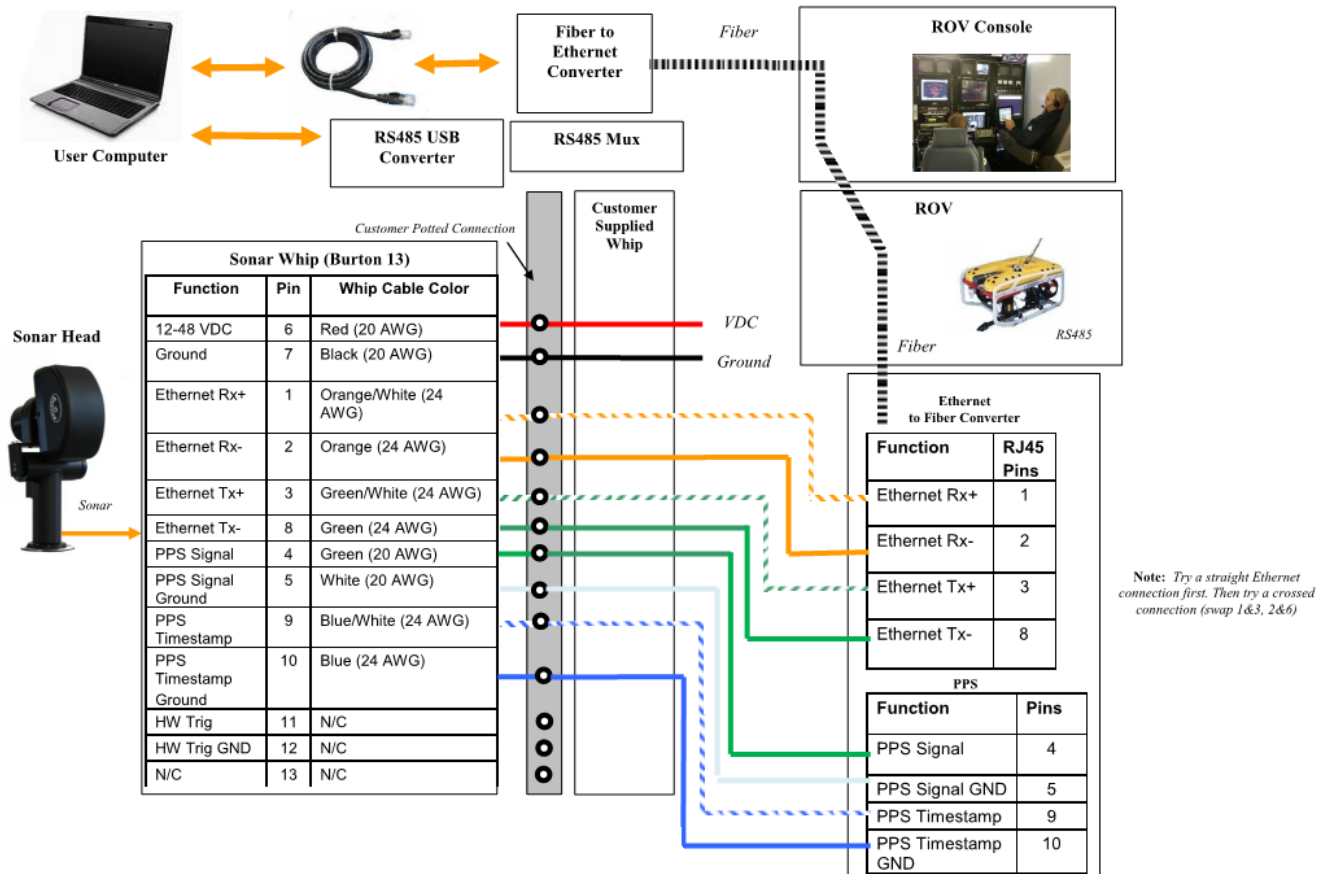 Fiber to
Ethernet
Converter
Fiber
ROV Console
User Computer
RS485 USB
Converter
RS485 Mux
ROV
RS485
Fiber
Customer Potted Connection
Customer
Supplied
Whip
Sonar Head
Sonar
Sonar Whip (Burton 13)
Function Pin Whip Cable Color
12-48 VDC 6 Red (20 AWG)
Ground 7 Black (20 AWG)
Ethernet Rx+ 1 Orange/White (24
AWG)
Ethernet Rx- 2 Orange (24 AWG)
Ethernet Tx+ 3 Green/White (24 AWG)
Ethernet Tx- 8 Green (24 AWG)
PPS Signal 4 Green (20 AWG)
PPS Signal 5 White (20 AWG)
Ground
PPS 9 Blue/White (24 AWG)
Timestamp
PPS 10 Blue (24 AWG)
Timestamp
Ground
HW Trig 11 N/C
HW Trig GND 12 N/C
N/C 13 N/C
VDC
Ground
Ethernet
to Fiber Converter
Function RJ45
Pins
Ethernet Rx+ 1
Ethernet Rx- 2
Ethernet Tx+ 3
Ethernet Tx- 8
PPS
Function Pins
PPS Signal 4
PPS Signal GND 5
PPS Timestamp 9
PPS Timestamp 10
GND
Note: Try a straight Ethernet
connection first. Then try a crossed
connection (swap 1&3, 2&6)